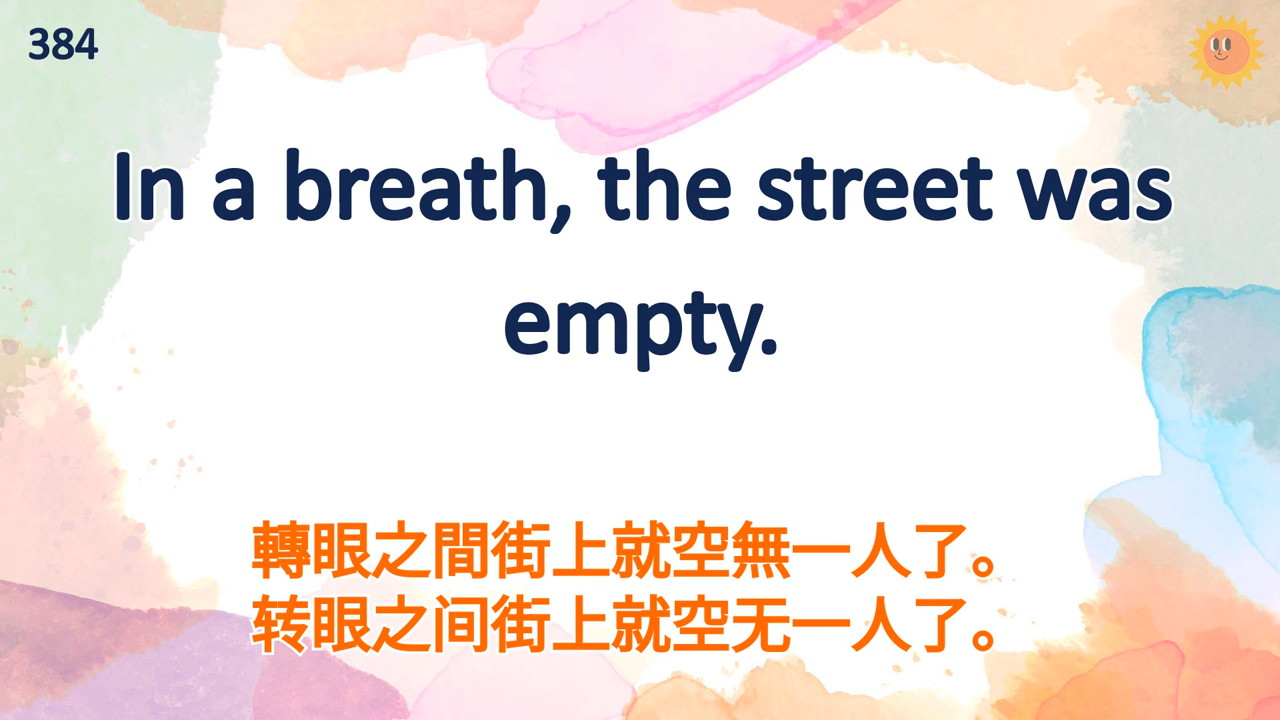 384
In a breath, the street was
empty.
轉眼之間街上就空無一人了。
转眼之间街上就空无一人了。